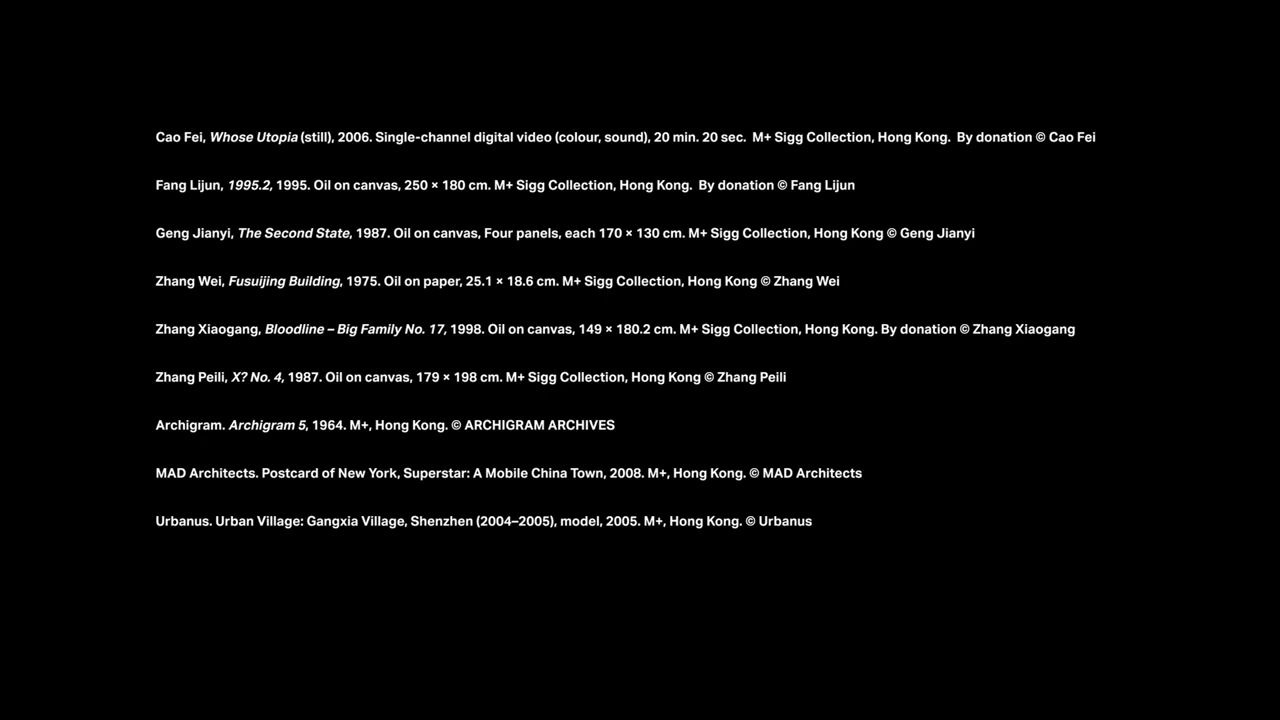 Cao Fei, Whose Utopia (still), 2006. Single-channel digital video (colour, sound), 20 min. 20 sec.  M+ Sigg Collection, Hong Kong.  By donation © Cao Fei
Fang Lijun, 1995.2, 1995. Oil on canvas, 250 × 180 cm. M+ Sigg Collection, Hong Kong.  By donation © Fang Lijun
Geng Jianyi, The Second State, 1987. Oil on canvas, Four panels, each 170 × 130 cm. M+ Sigg Collection, Hong Kong © Geng Jianyi
Zhang Wei, Fusuijing Building, 1975. Oil on paper, 25.1 × 18.6 cm. M+ Sigg Collection, Hong Kong © Zhang Wei
Zhang Xiaogang, Bloodline – Big Family No. 17, 1998. Oil on canvas, 149 × 180.2 cm. M+ Sigg Collection, Hong Kong. By donation © Zhang Xiaogang
Zhang Peili, X? No. 4, 1987. Oil on canvas, 179 × 198 cm. M+ Sigg Collection, Hong Kong © Zhang Peili
Archigram. Archigram 5, 1964. M+, Hong Kong. © ARCHIGRAM ARCHIVES
MAD Architects. Postcard of New York, Superstar: A Mobile China Town, 2008. M+, Hong Kong. © MAD Architects
Urbanus. Urban Village: Gangxia Village, Shenzhen (2004–2005), model, 2005. M+, Hong Kong. © Urbanus